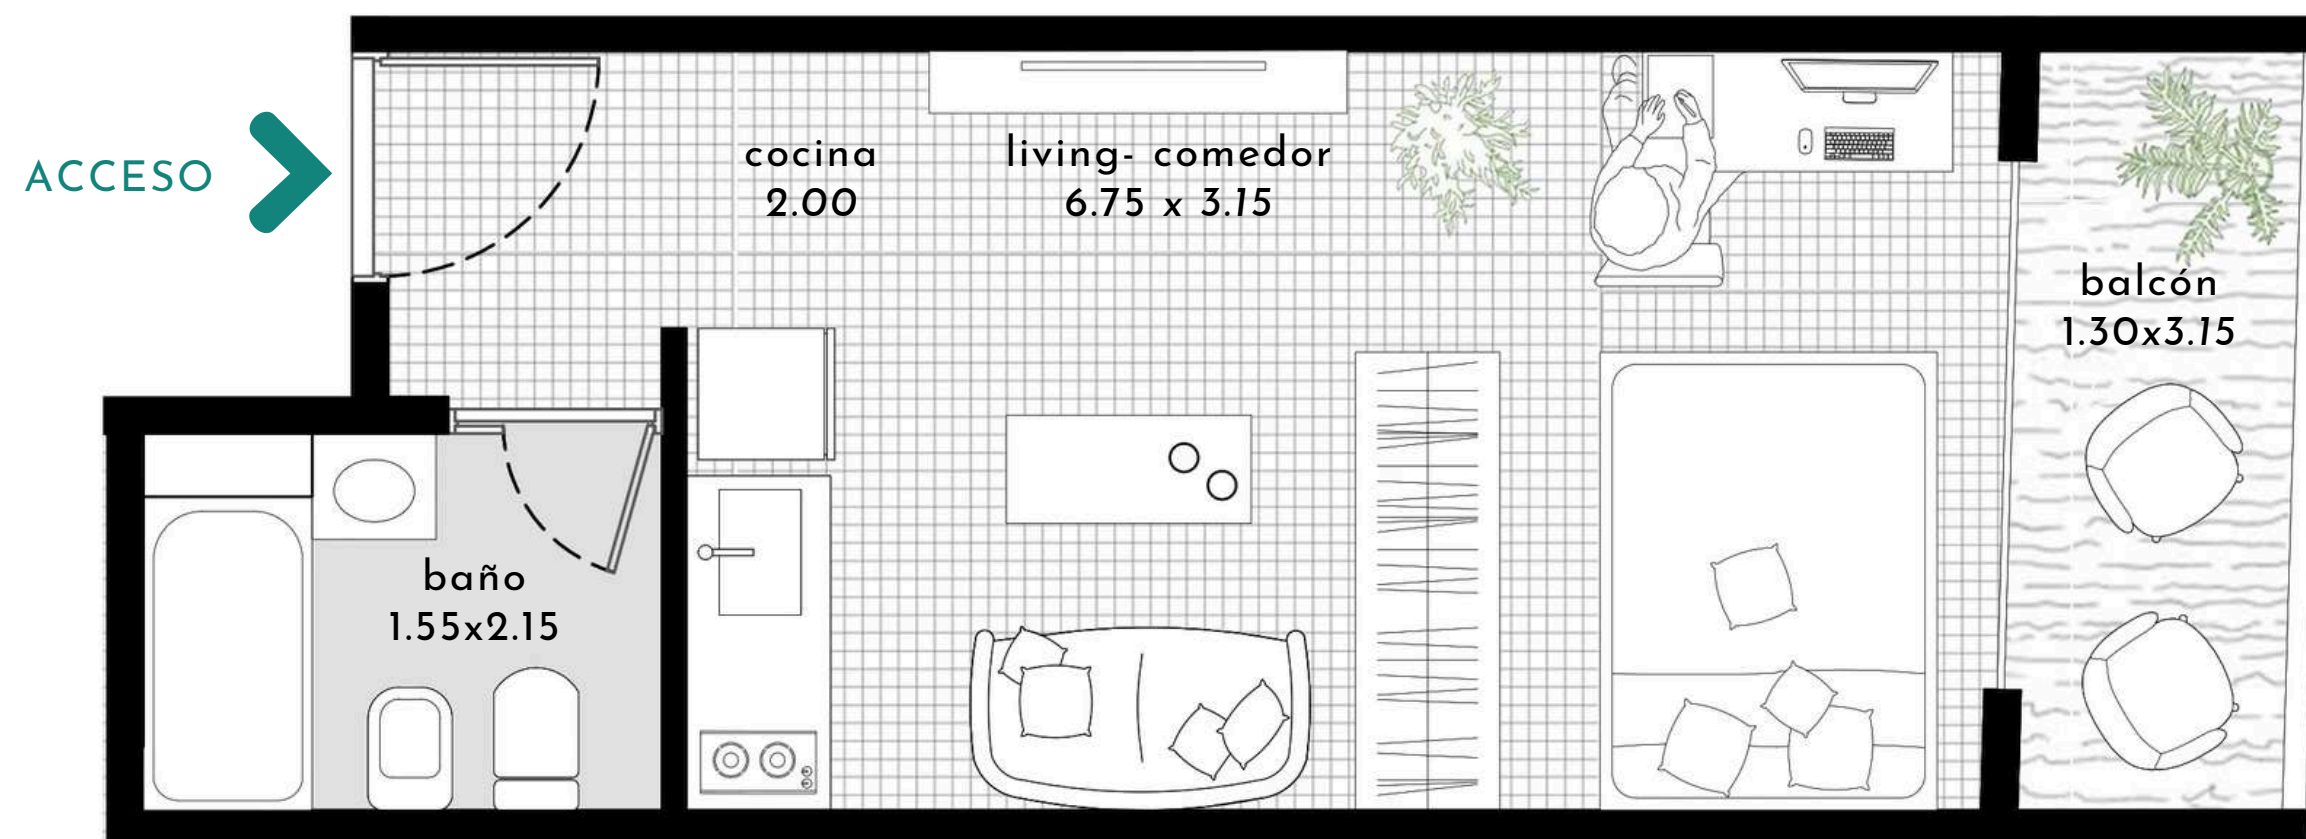 ACCESO
cocina
2.00
living- comedor
6.75 x 3.15
balcón
1.30x3.15
baño
1.55x2.15